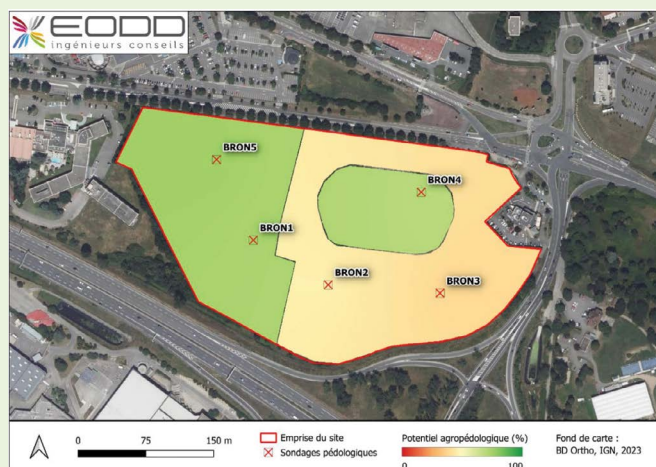 EODD
ingénieurs conseils
BRON5
BRON4
BRON1
BRON2
BRON3
0 75 150 m
Emprise du site
Sondages pédologiques
Potentiel agropédologique (%)
0 100
Fond de carte :
BD Ortho, IGN, 2023